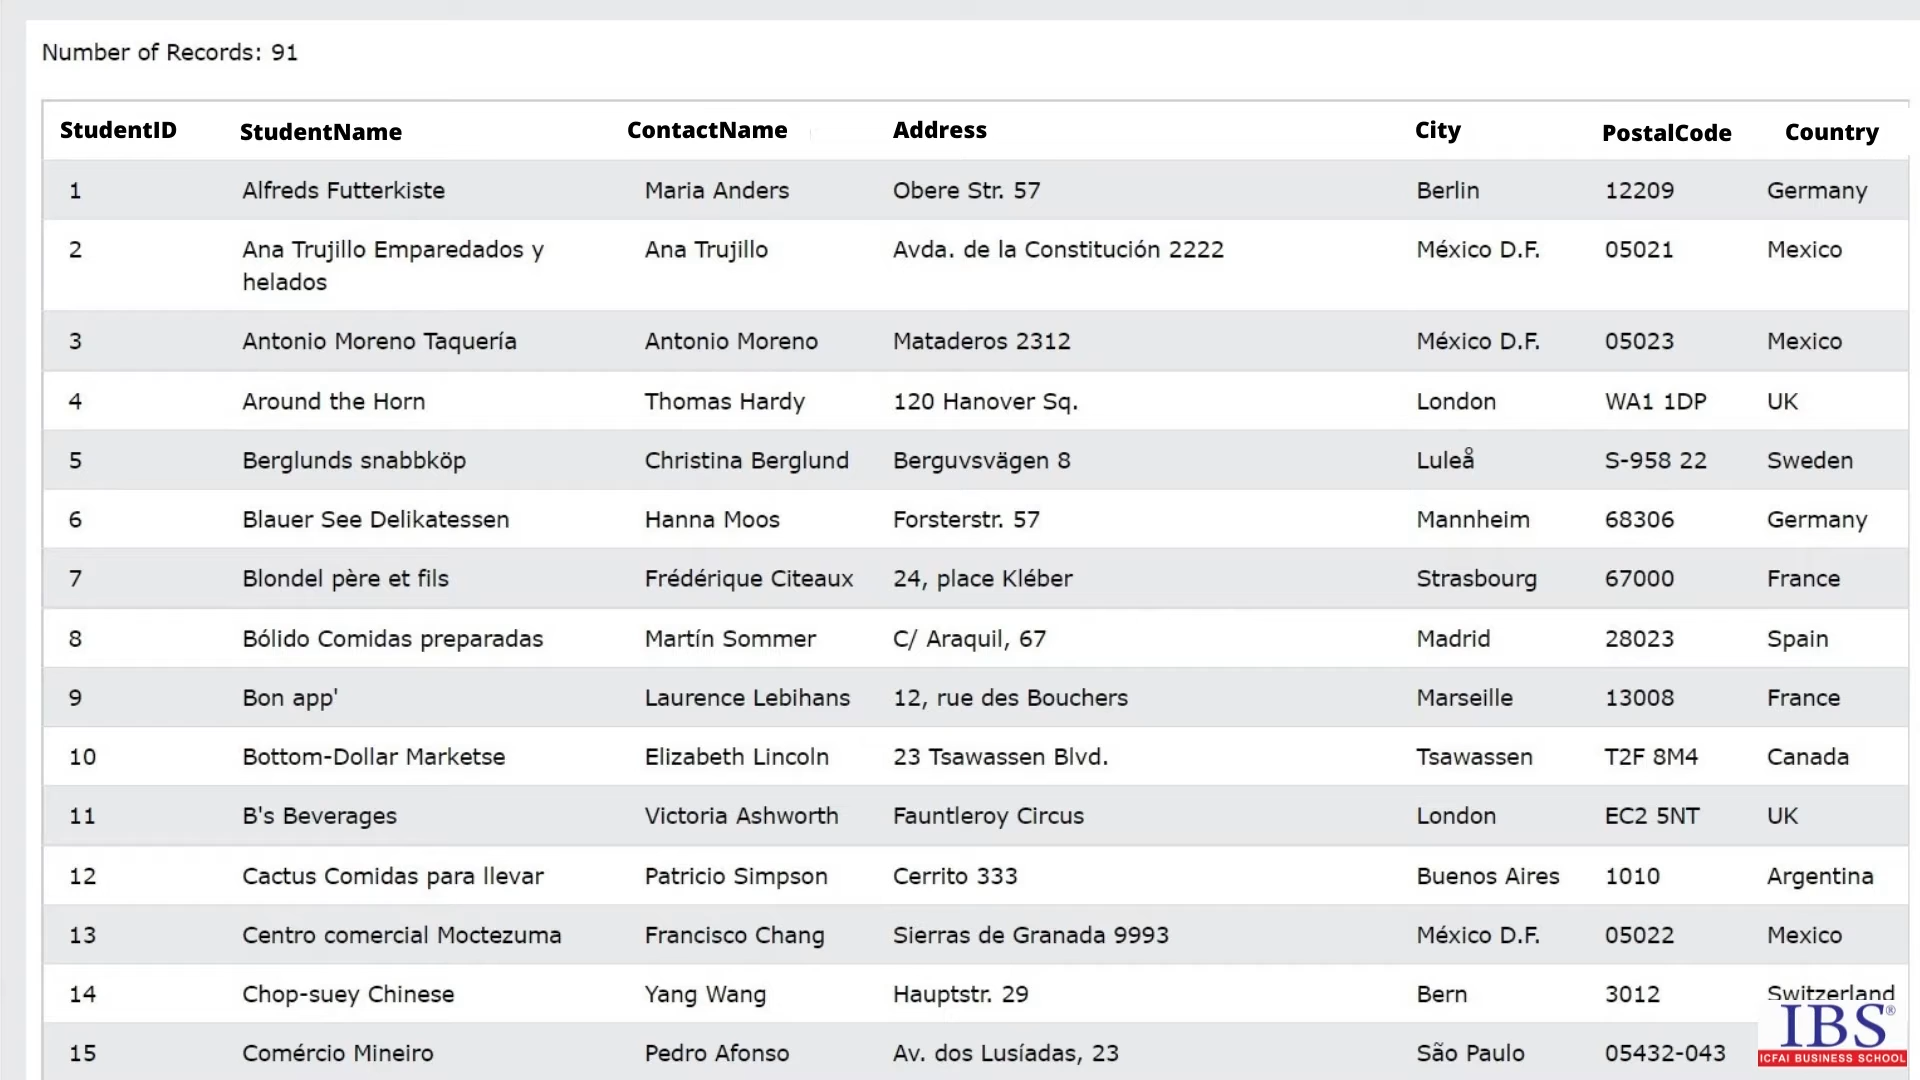 Number of Records: 91
StudentID StudentName ContactName Address City PostalCode Country
1 Alfreds Futterkiste Maria Anders Obere Str. 57 Berlin 12209 Germany
2 Ana Trujillo Emparedados y Ana Trujillo Avda. de la Constitución 2222 México D.F. 05021 Mexico
helados
3 Antonio Moreno Taquería Antonio Moreno Mataderos 2312 México D.F. 05023 Mexico
4 Around the Horn Thomas Hardy 120 Hanover Sq. London WA1 1DP UK
5 Berglunds snabbköp Christina Berglund Berguvsvägen 8 Luleå S-958 22 Sweden
6 Blauer See Delikatessen Hanna Moos Forsterstr. 57 Mannheim 68306 Germany
7 Blondel père et fils Frédérique Citeaux 24, place Kléber Strasbourg 67000 France
8 Bólido Comidas preparadas Martín Sommer C/ Araquil, 67 Madrid 28023 Spain
9 Bon app' Laurence Lebihans 12, rue des Bouchers Marseille 13008 France
10 Bottom-Dollar Marketse Elizabeth Lincoln 23 Tsawassen Blvd. Tsawassen T2F 8M4 Canada
11 B's Beverages Victoria Ashworth Fauntleroy Circus London EC2 5NT UK
12 Cactus Comidas para llevar Patricio Simpson Cerrito 333 Buenos Aires 1010 Argentina
13 Centro comercial Moctezuma Francisco Chang Sierras de Granada 9993 México D.F. 05022 Mexico
14 Chop-suey Chinese Yang Wang Hauptstr. 29 Bern 3012 Switzerland
15 Comércio Mineiro Pedro Afonso Av. dos Lusíadas, 23 São Paulo 05432-043
IBS®
ICFAI BUSINESS SCHOOL